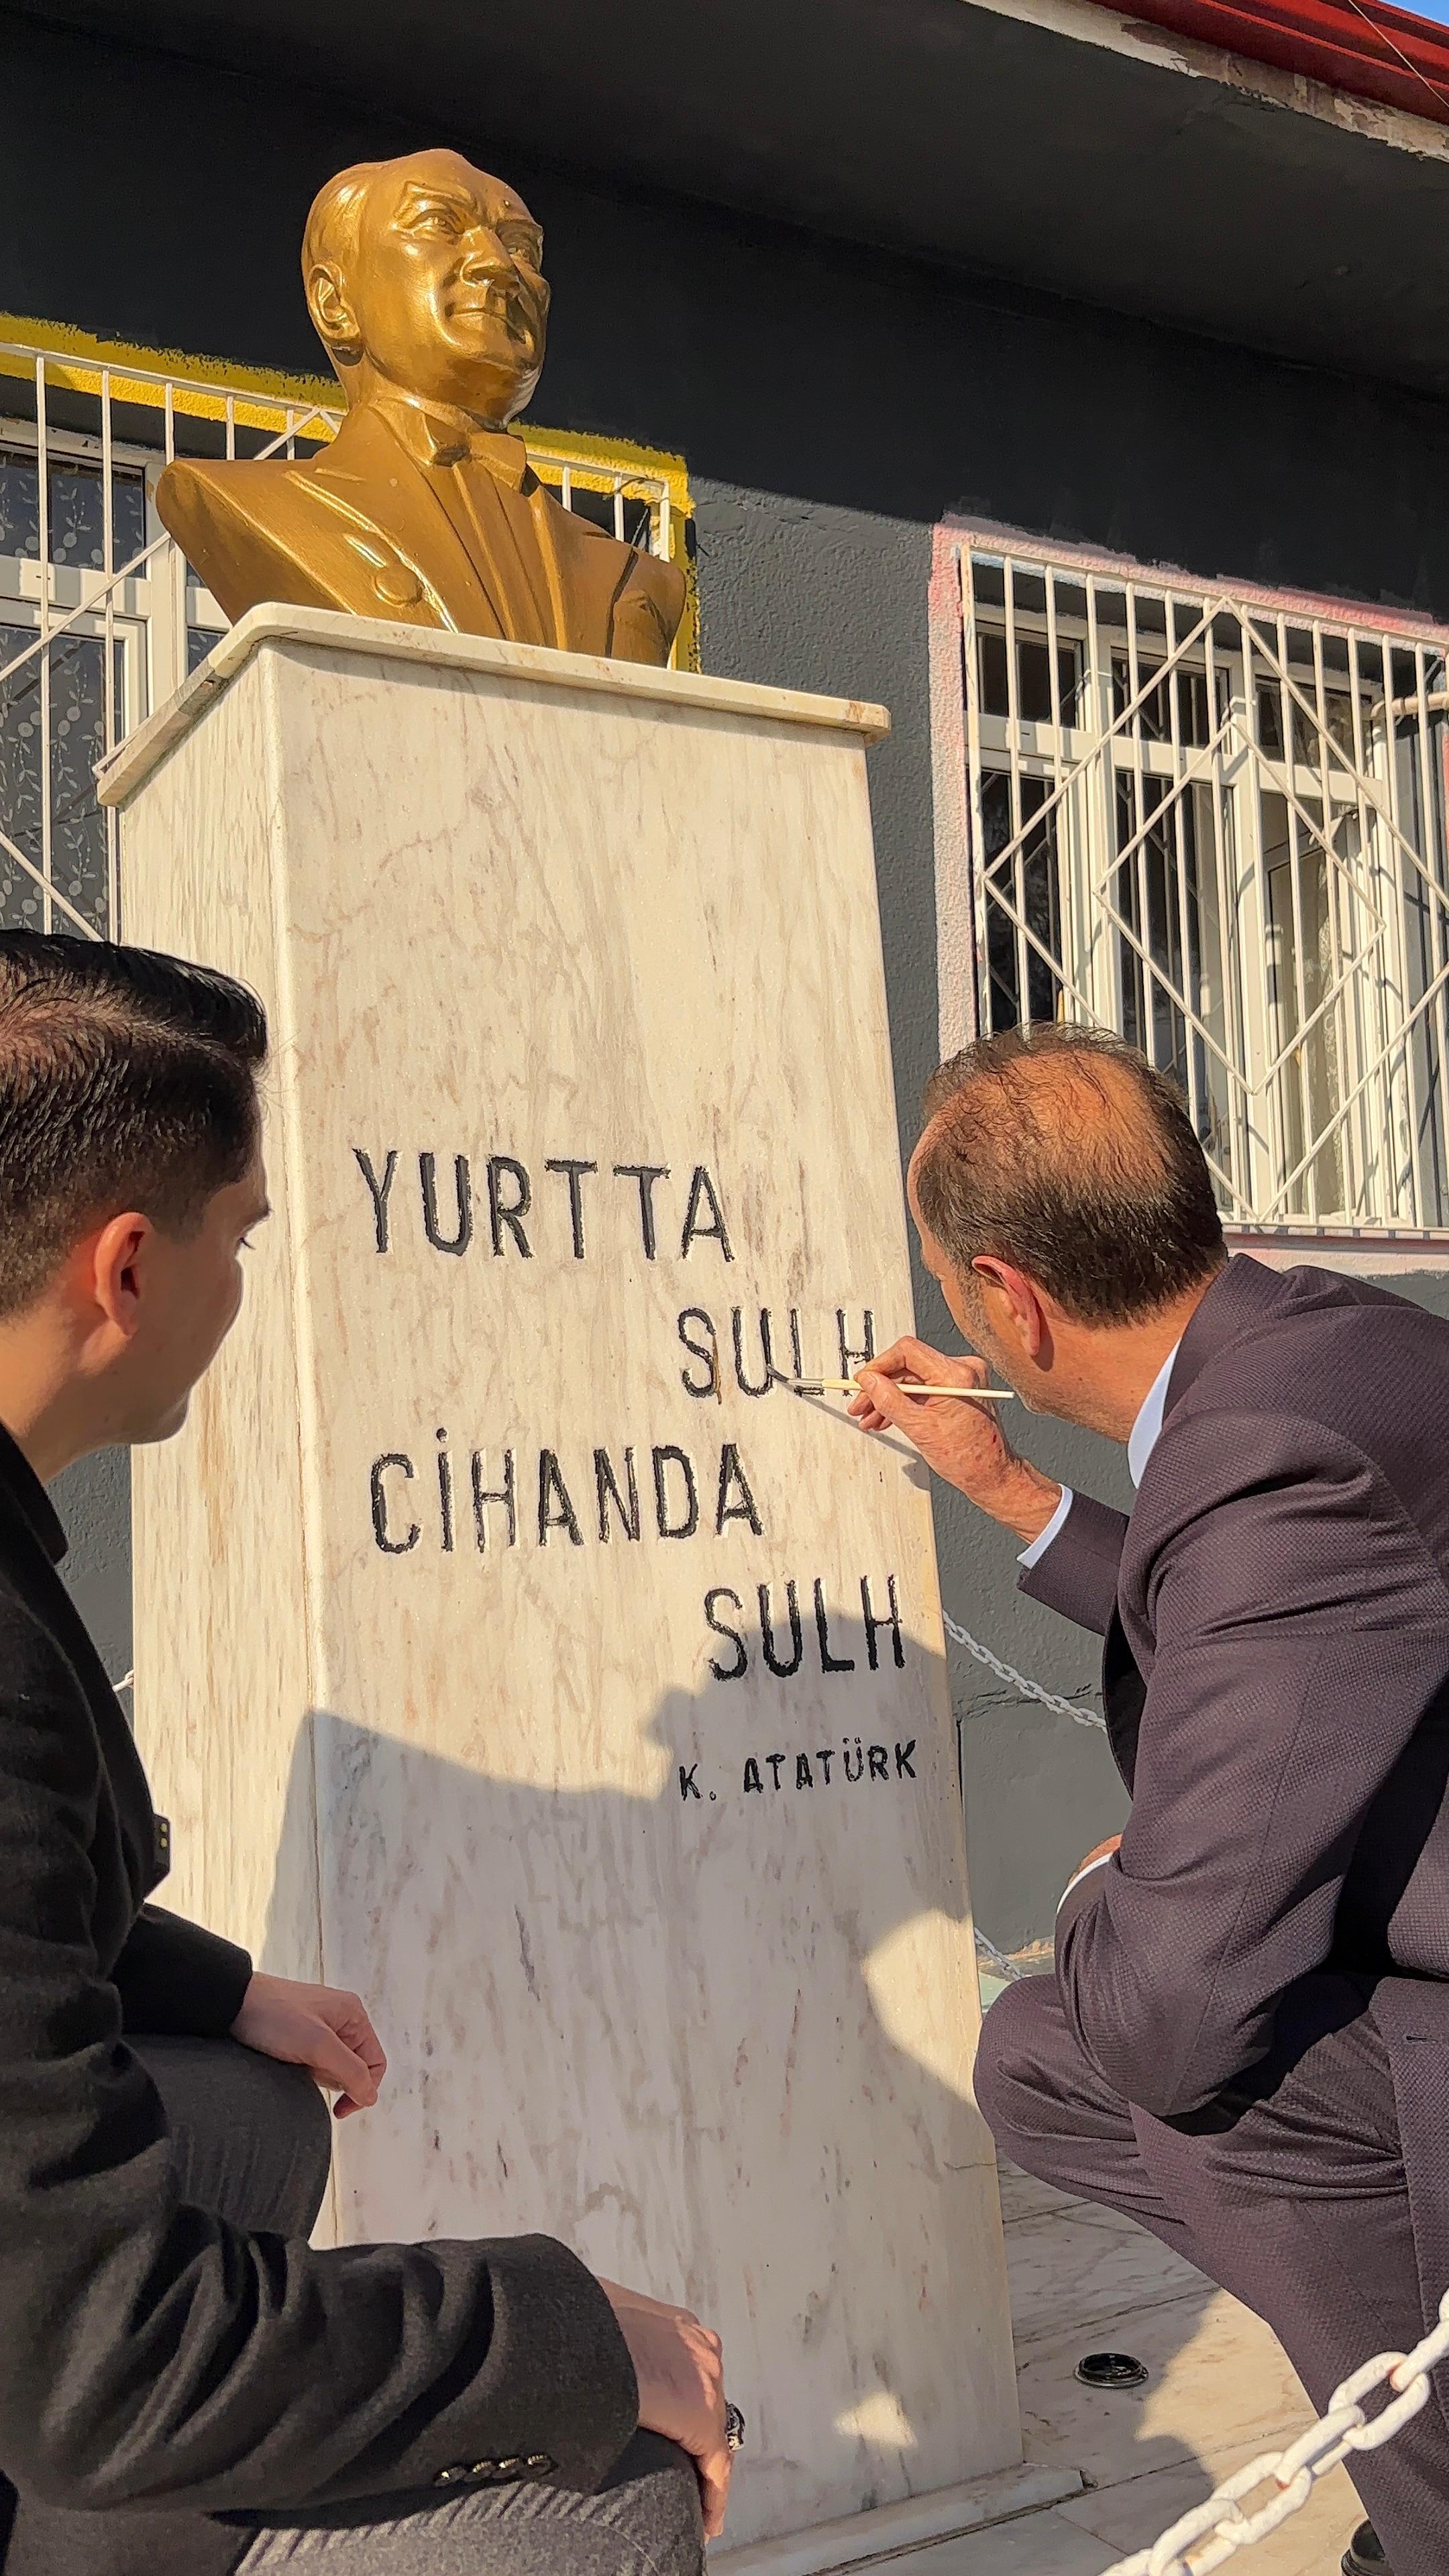 YURTTA
SULH
CİHANDA
SULH
K. ATATÜRK